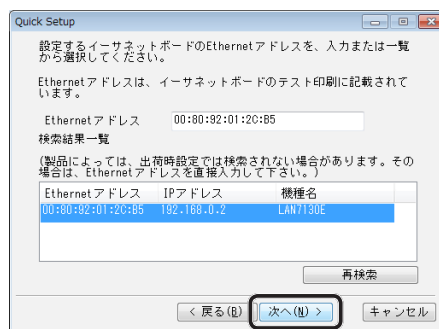 Quick Setup
設定するイーサネットボードのEthernetアドレスを、入力または一覧
から選択してください。
Ethernetアドレスは、イーサネットボードのテスト印刷に記載されて
います。
Ethernetアドレス 00:80:92:01:2C:B5
検索結果一覧
(製品によっては、出荷時設定では検索されない場合があります。その
場合は、Ethernetアドレスを直接入力して下さい。)
Ethernetアドレス IPアドレス 機種名
00:80:92:01:2C:B5 192.168.0.2 LAN7130E
再検索
< 戻る(B) 次へ(N) > キャンセル